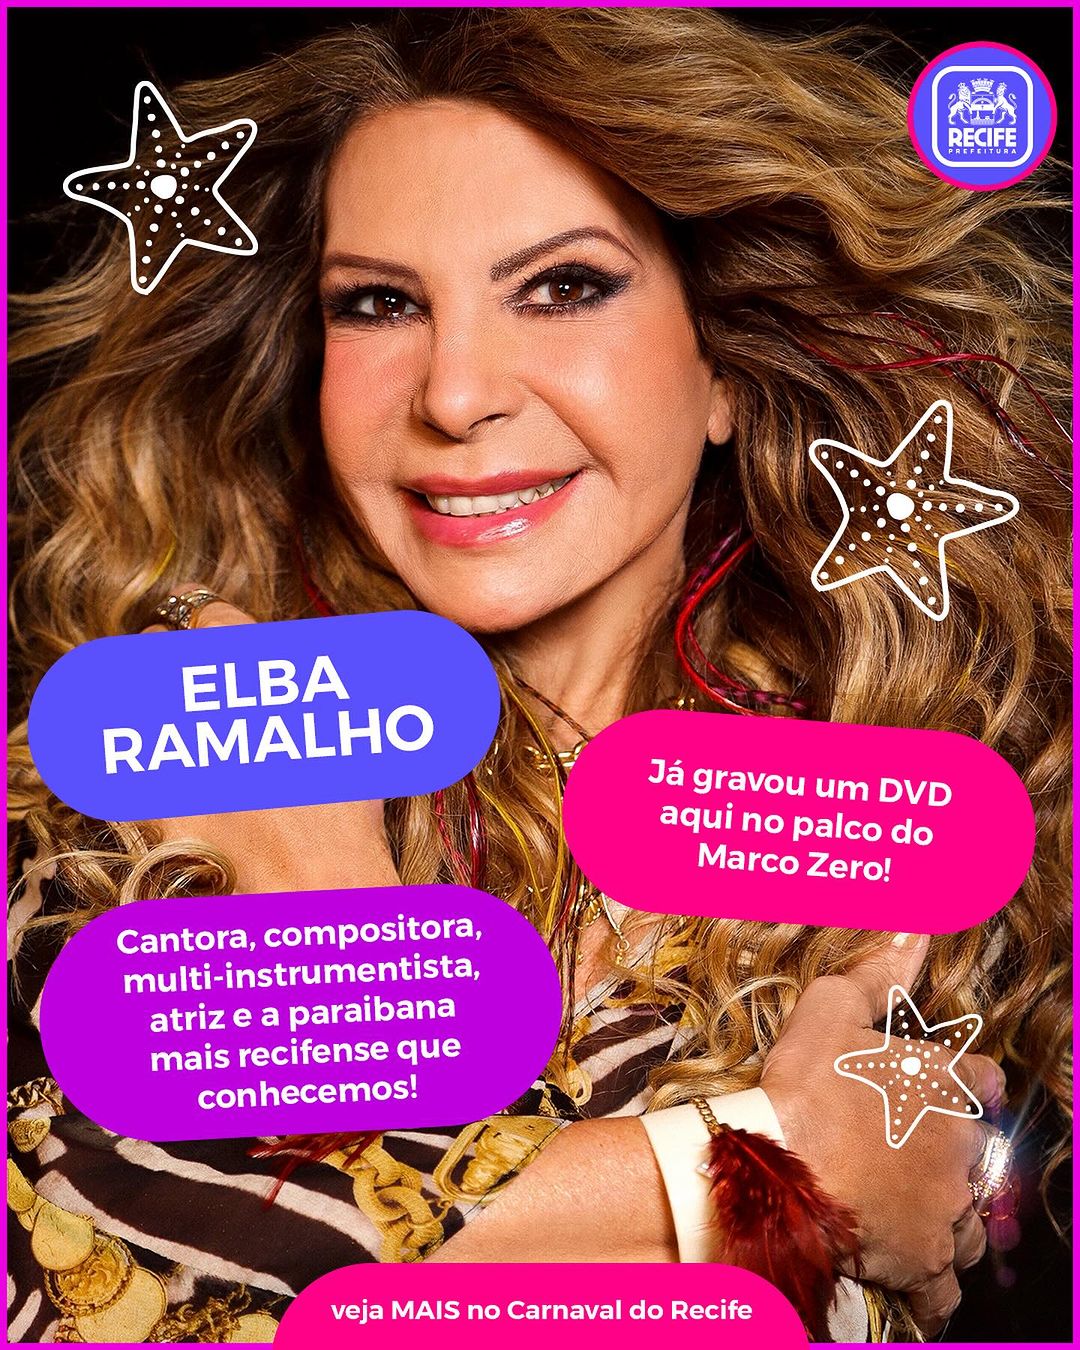 RECIFE
PREFEITURA
ELBA
RAMALHO
Já gravou um DVD
aqui no palco do
Marco Zero!
Cantora, compositora,
multi-instrumentista,
atriz e a paraibana
mais recifense que
conhecemos!
veja MAIS no Carnaval do Recife